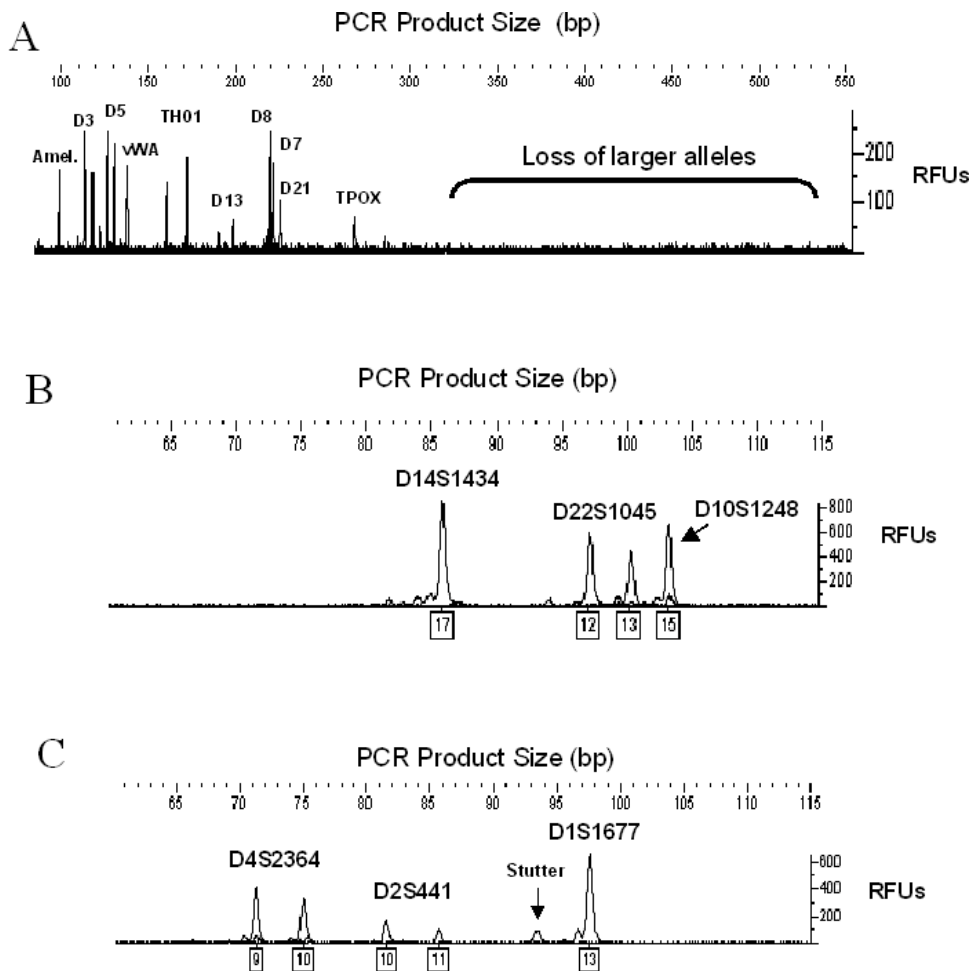 A
PCR Product Size (bp)
100 150 200 250 300 350 400 450 500 550
D3 D5 TH01 D8
Amel. vWA D7
D13 D21 TPOX
Loss of larger alleles
200
100
RFUs
B
PCR Product Size (bp)
65 70 75 80 85 90 95 100 105 110 115
D14S1434
D22S1045 D10S1248
800
600
400
200
RFUs
17 12 13 15
C
PCR Product Size (bp)
65 70 75 80 85 90 95 100 105 110 115
D1S1677
D4S2364
D2S441
Stutter
600
400
200
RFUs
9 10 10 11 13